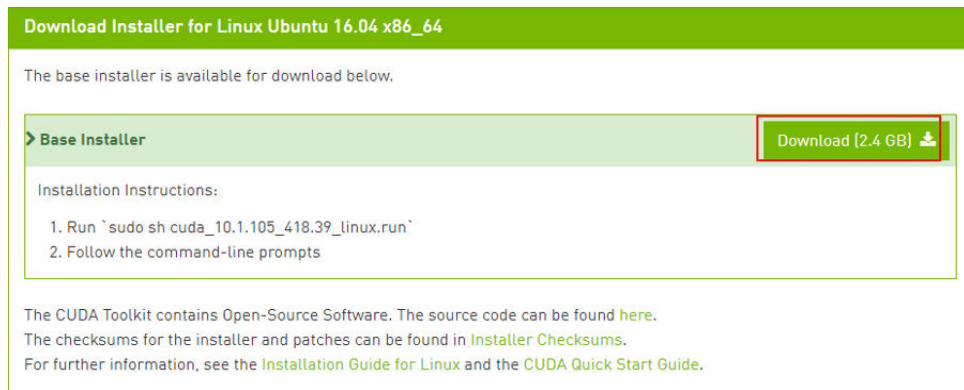 Download Installer for Linux Ubuntu 16.04 x86_64
The base installer is available for download below.
Base Installer
Download (2.4 GB)
Installation Instructions:
1. Run `sudo sh cuda_10.1.105_418.39_linux.run`
2. Follow the command-line prompts
The CUDA Toolkit contains Open-Source Software. The source code can be found here.
The checksums for the installer and patches can be found in Installer Checksums.
For further information, see the Installation Guide for Linux and the CUDA Quick Start Guide.